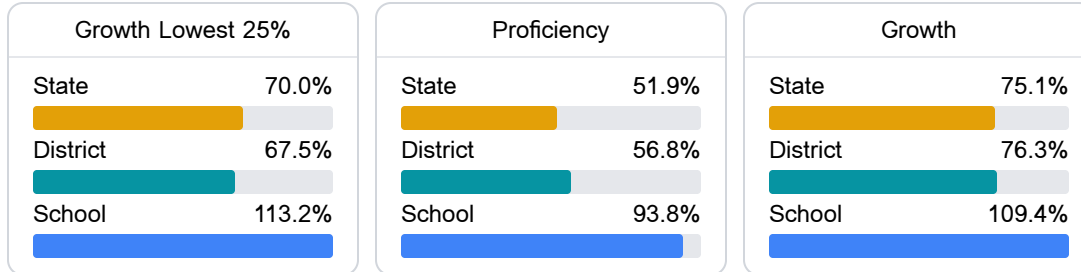 Growth Lowest 25%
State 70.0%
District 67.5%
School 113.2%
Proficiency
State 51.9%
District 56.8%
School 93.8%
Growth
State 75.1%
District 76.3%
School 109.4%